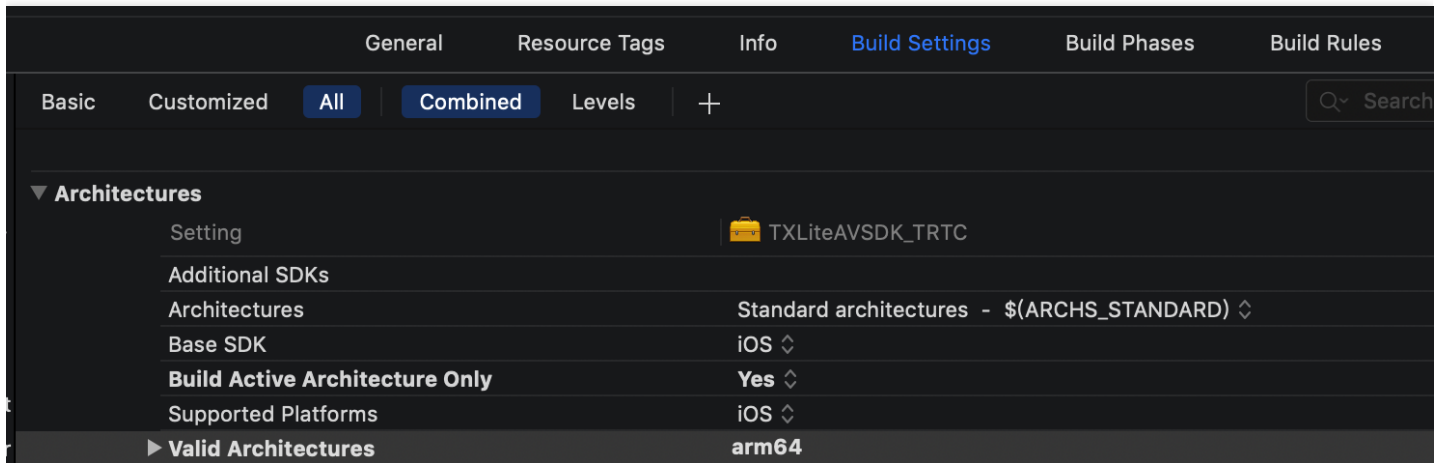 General Resource Tags Info Build Settings Build Phases Build Rules
Basic Customized All Combined Levels + Search
Architectures
Setting TXLiteAVSDK_TRTC
Additional SDKs
Architectures Standard architectures - $(ARCHS_STANDARD)
Base SDK iOS
Build Active Architecture Only Yes
Supported Platforms iOS
Valid Architectures arm64